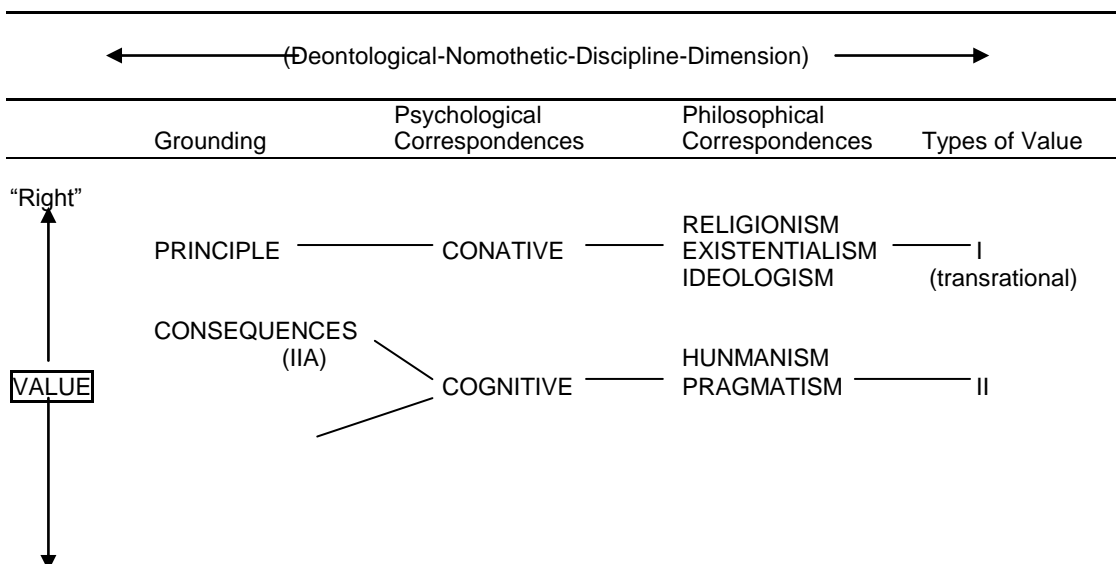 (Deontological-Nomothetic-Discipline-Dimension)
Grounding
Psychological
Correspondences
Philosophical
Correspondences
Types of Value
“Right”
PRINCIPLE
CONATIVE
RELIGIONISM
EXISTENTIALISM
IDEOLOGISM
I
(transrational)
CONSEQUENCES
(IIA)
VALUE
COGNITIVE
HUNMANISM
PRAGMATISM
II